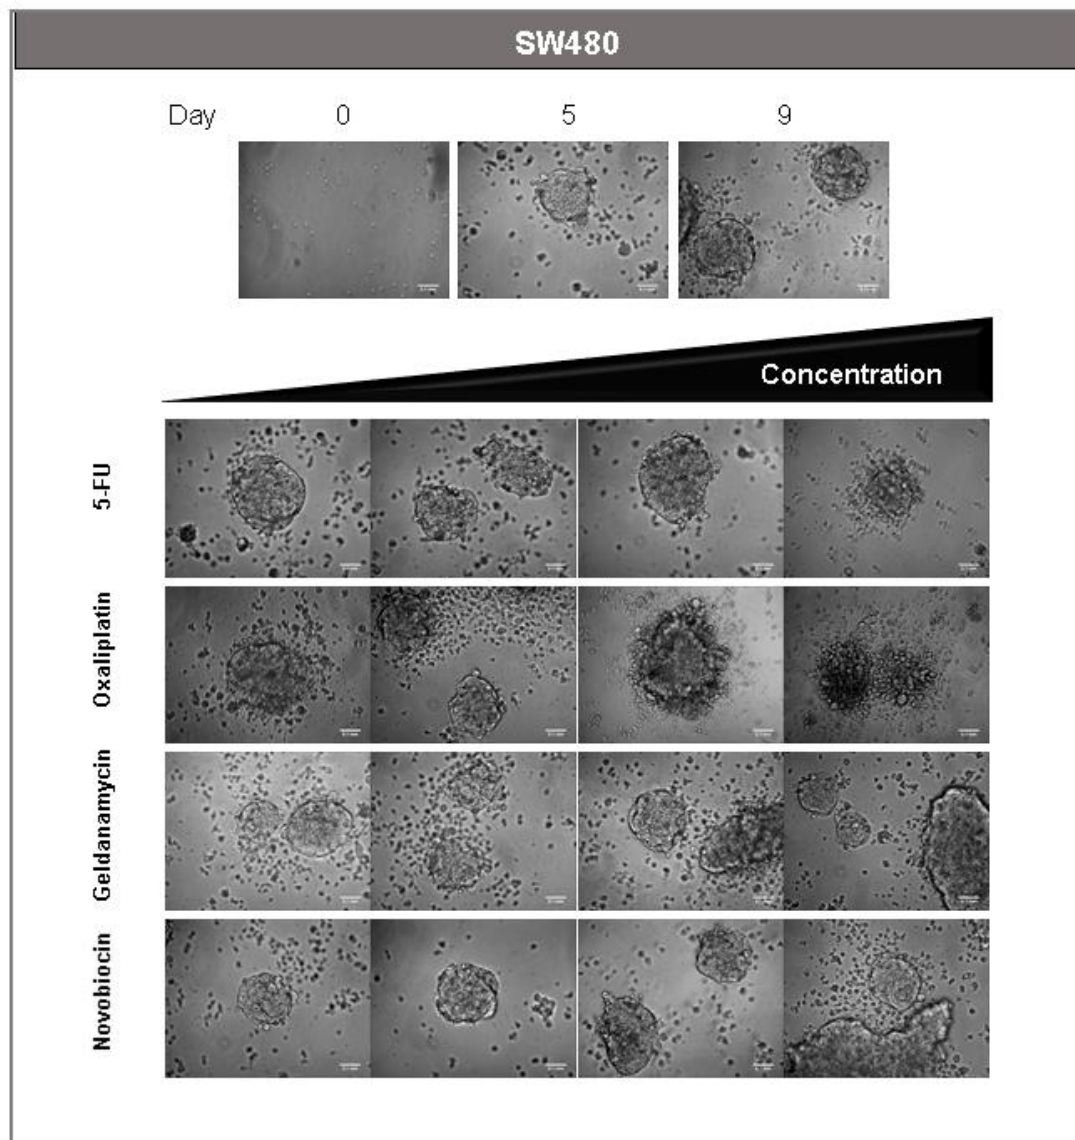 SW480
Day 0 5 9
Concentration
5-FU
Oxaliplatin
Geldanamycin
Novobiocin